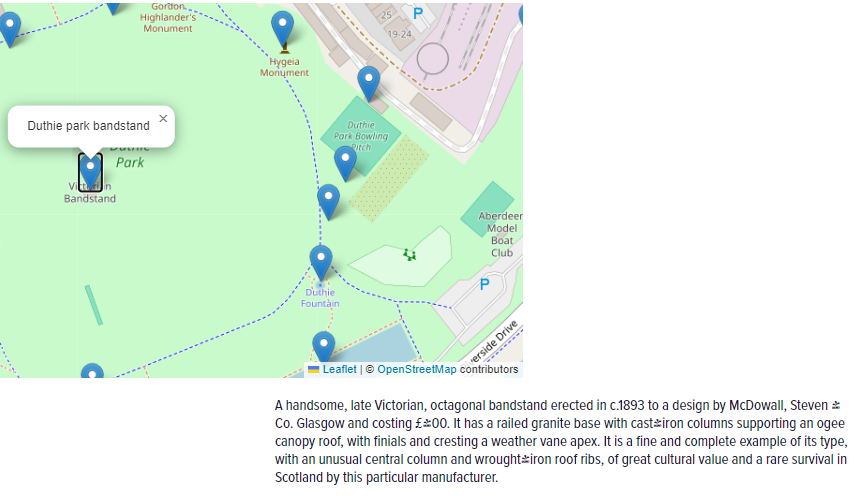 Gordon
Highlander's
Monument
25
P
19-24
Hygeia
Monument
Duthie park bandstand ×
Duthie
Park Bowling
Pitch
Duthie
Park
Victorian
Bandstand
Aberdeen
Model
Boat
Club
P
Duthie
Fountain
erside Drive
Leaflet | © OpenStreetMap contributors
A handsome, late Victorian, octagonal bandstand erected in c.1893 to a design by McDowall, Steven ≛
Co. Glasgow and costing £≛00. It has a railed granite base with cast≛iron columns supporting an ogee
canopy roof, with finials and cresting a weather vane apex. It is a fine and complete example of its type,
with an unusual central column and wrought≛iron roof ribs, of great cultural value and a rare survival in
Scotland by this particular manufacturer.